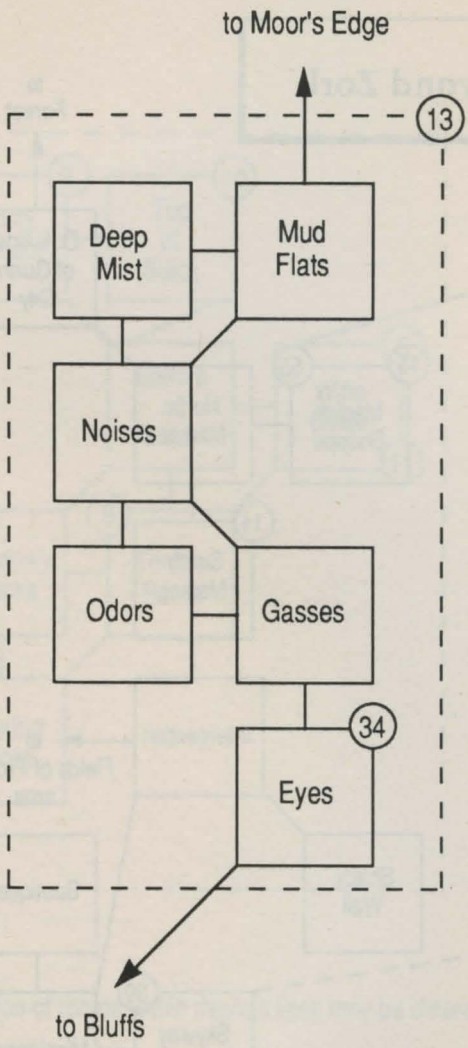 to Moor's Edge
13
Deep
Mist
Mud
Flats
Noises
Odors
Gasses
34
Eyes
to Bluffs